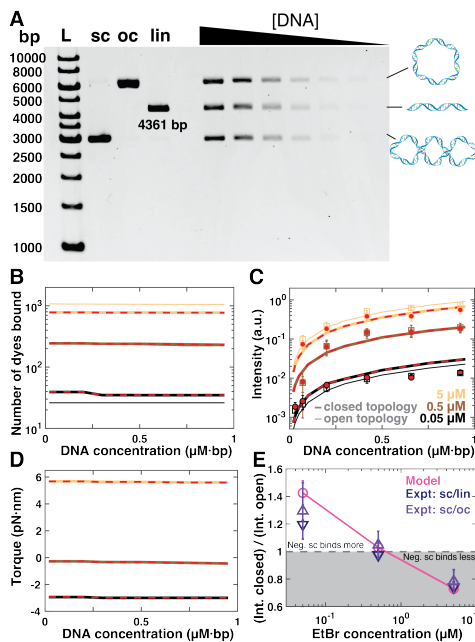 A
bp L sc oc lin [DNA]
10000
8000
6000
5000
4000
3000
2000
1500
1000
4361 bp
B
Number of dyes bound
10³
10²
10¹
0 0.5 1
DNA concentration (µM·bp)
C
Intensity (a.u.)
10⁰
10⁻¹
10⁻²
10⁻³
5 µM
closed topology 0.5 µM
open topology 0.05 µM
0 0.5 1
DNA concentration (µM·bp)
D
Torque (pN·nm)
6
4
2
0
-2
-4
0 0.5 1
DNA concentration (µM·bp)
E
(Int. closed) / (Int. open)
1.6
1.4
1.2
1
0.8
0.6
Model
Expt: sc/lin
Expt: sc/oc
Neg. sc binds more
Neg. sc binds less
10⁻¹ 10⁰
EtBr concentration (µM)